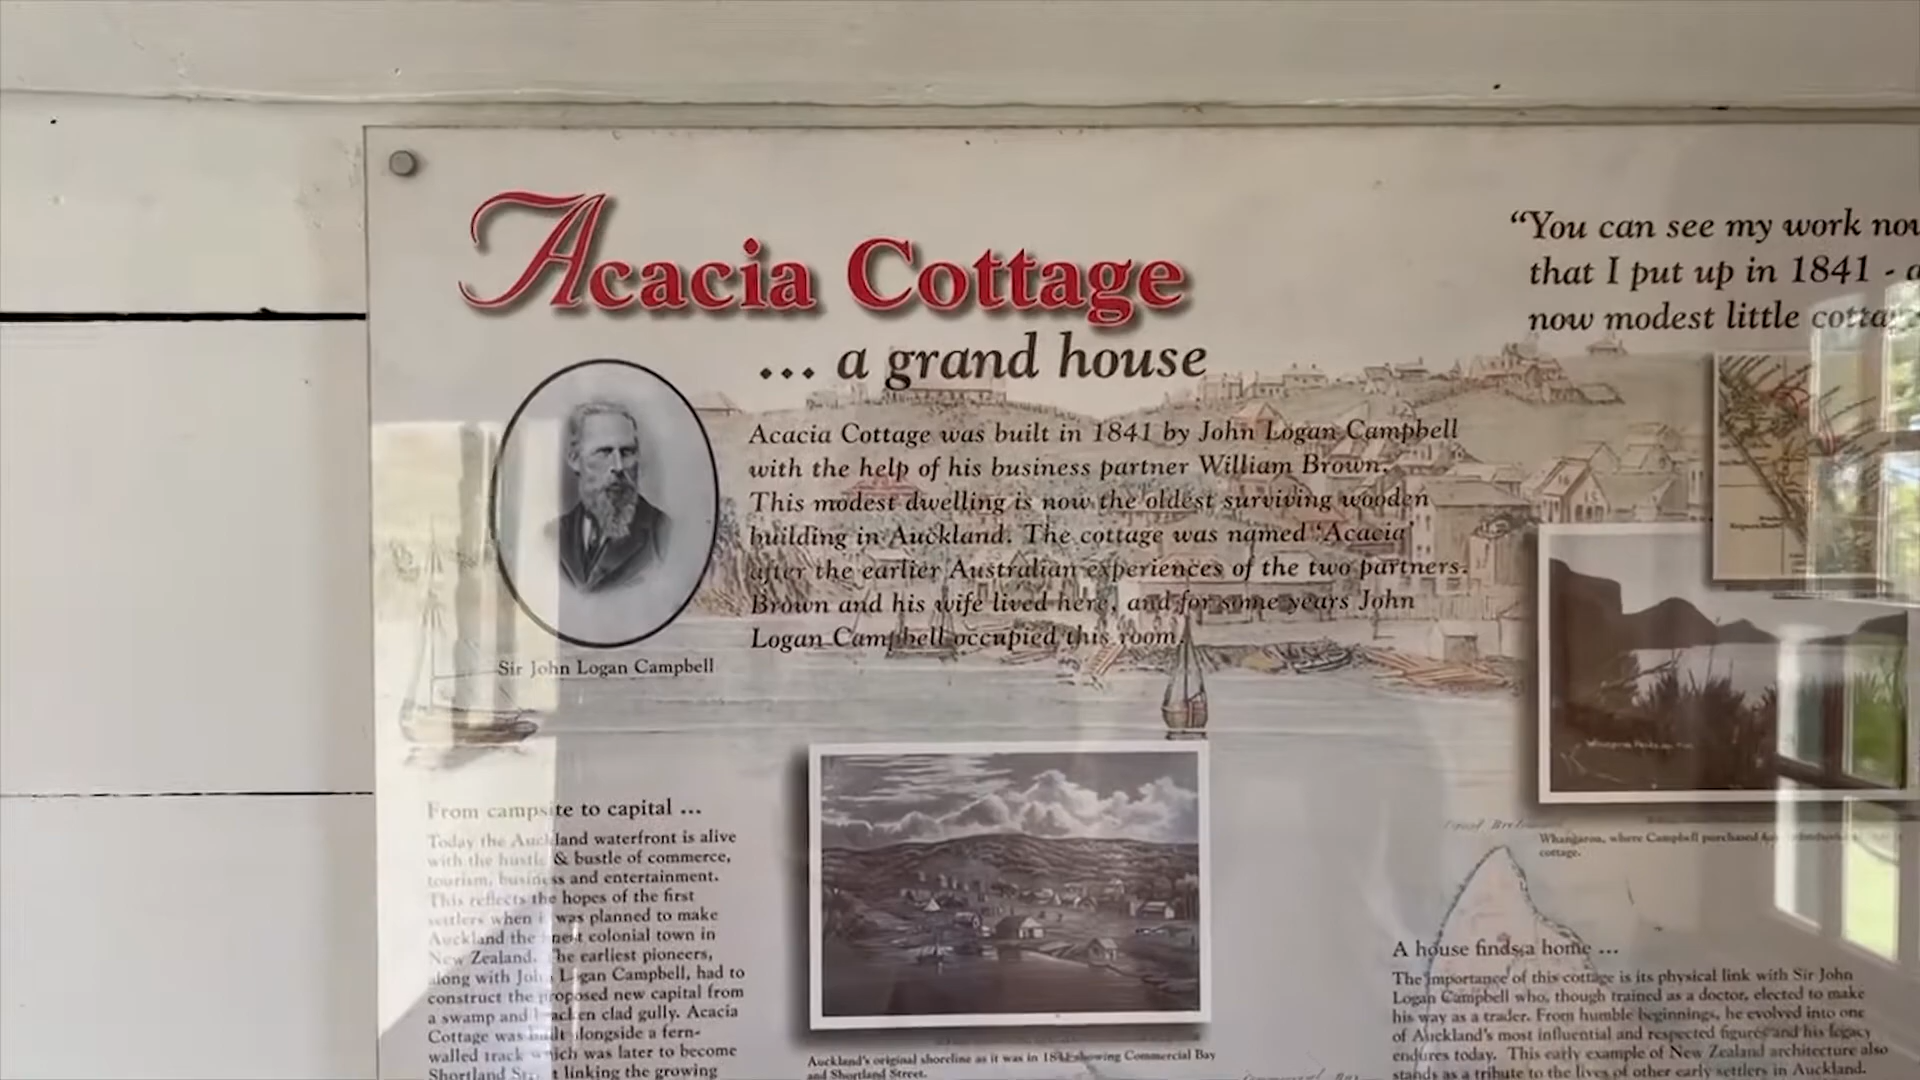 Acacia Cottage
... a grand house
"You can see my work
that I put up in 1841 -
now modest little
Acacia Cottage was built in 1841 by John Logan Campbell
with the help of his business partner William Brown.
This modest dwelling is now the oldest surviving wooden
building in Auckland. The cottage was named 'Acacia'
after the earlier Australian experiences of the two partners.
Brown and his wife lived here, and for some years John
Logan Campbell occupied this room.
Sir John Logan Campbell
From campsite to capital ...
Today the Auckland waterfront is alive
with the hustle & bustle of commerce,
tourism, business and entertainment.
This reflects the hopes of the first
settlers when it was planned to make
Auckland the colonial town in
New Zealand. The earliest pioneers,
along with John Logan Campbell, had to
construct the proposed new capital from
a swamp and bracken clad gully. Acacia
Cottage was built alongside a fern-
walled track which was later to become
Shortland linking the growing
Auckland's original shoreline as it was in showing Commercial Bay
and Shortland Street.
Whangaroa, where Campbell purchased
cottage.
A house finds a home ...
The importance of this cottage is its physical link with Sir John
Logan Campbell who, though trained as a doctor, elected to make
his way as a trader. From humble beginnings, he evolved into one
of Auckland's most influential and respected figures and his legacy
endures today. This early example of New Zealand architecture also
stands as a tribute to the lives of other early settlers in Auckland.